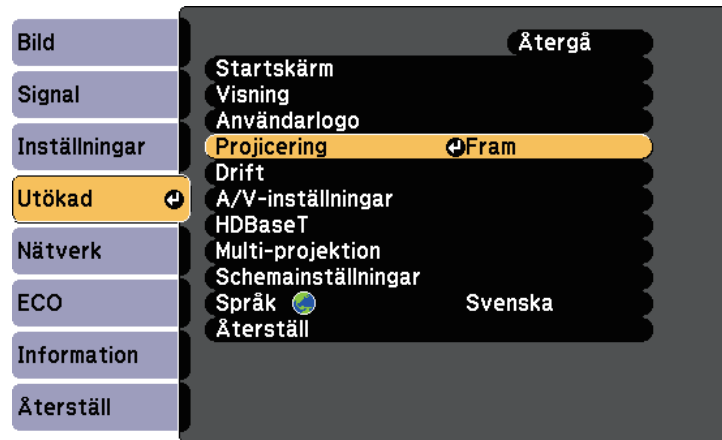 Bild
Signal
Inställningar
Utökad
Nätverk
ECO
Information
Återställ
Återgå
Startskärm
Visning
Användarlogo
Projicering Fram
Drift
A/V-inställningar
HDBaseT
Multi-projektion
Schemainställningar
Språk Svenska
Återställ